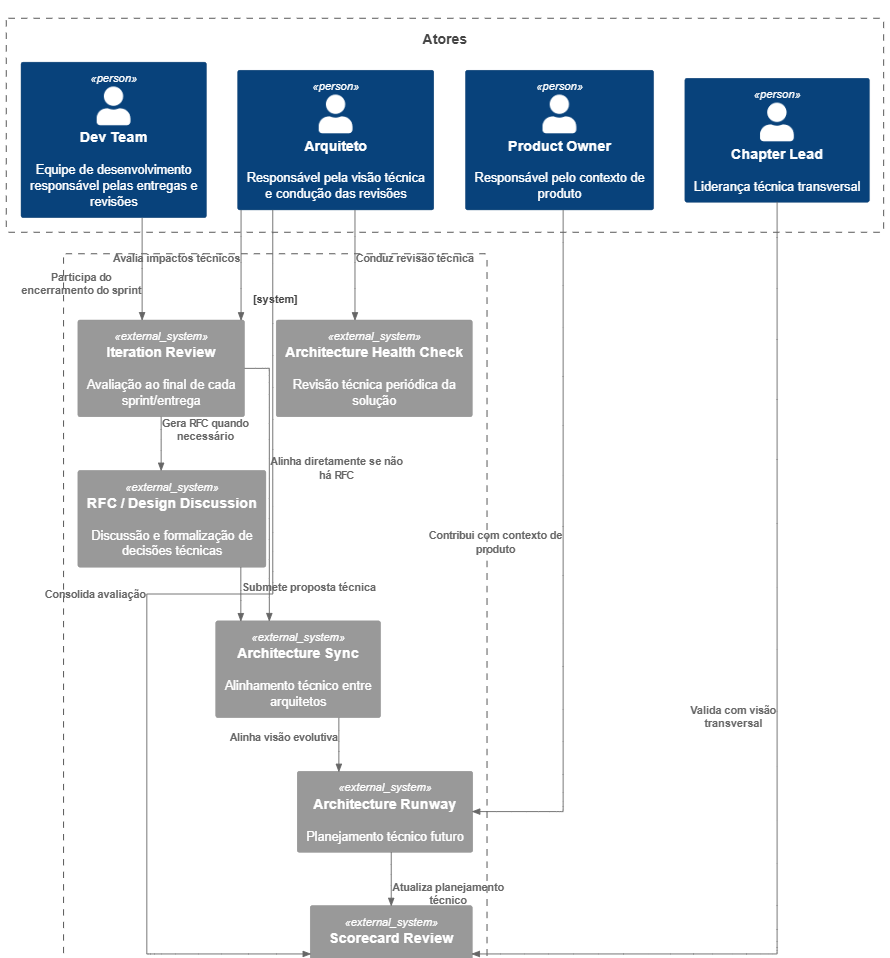 Atores
«person»
Dev Team
Equipe de desenvolvimento
responsável pelas entregas e
revisões
«person»
Arquiteto
Responsável pela visão técnica
e condução das revisões
«person»
Product Owner
Responsável pelo contexto de
produto
«person»
Chapter Lead
Liderança técnica transversal
Avalia impactos técnicos
Conduz revisão técnica
Participa do
encerramento do sprint
[system]
«external_system»
Iteration Review
Avaliação ao final de cada
sprint/entrega
«external_system»
Architecture Health Check
Revisão técnica periódica da
solução
Gera RFC quando
necessário
Alinha diretamente se não
há RFC
«external_system»
RFC / Design Discussion
Discussão e formalização de
decisões técnicas
Contribui com contexto de
produto
Consolida avaliação
Submete proposta técnica
«external_system»
Architecture Sync
Alinhamento técnico entre
arquitetos
Valida com visão
transversal
Alinha visão evolutiva
«external_system»
Architecture Runway
Planejamento técnico futuro
Atualiza planejamento
técnico
«external_system»
Scorecard Review